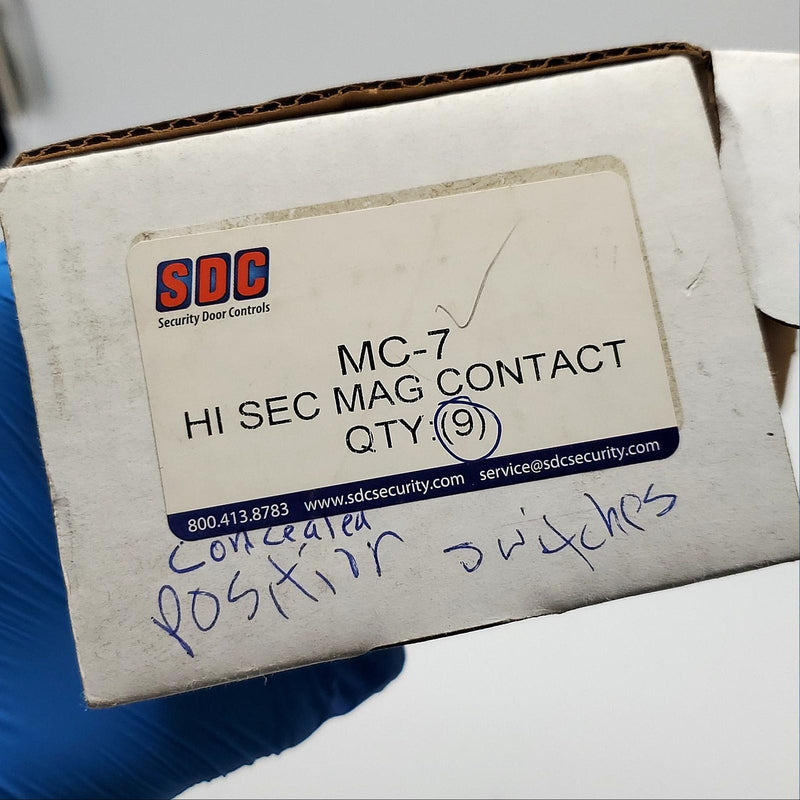 SDC
Security Door Controls
MC-7
HI SEC MAG CONTACT
QTY:(9)
800.413.8783 www.sdcsecurity.com service@sdcsecurity.com
concealed
position switches